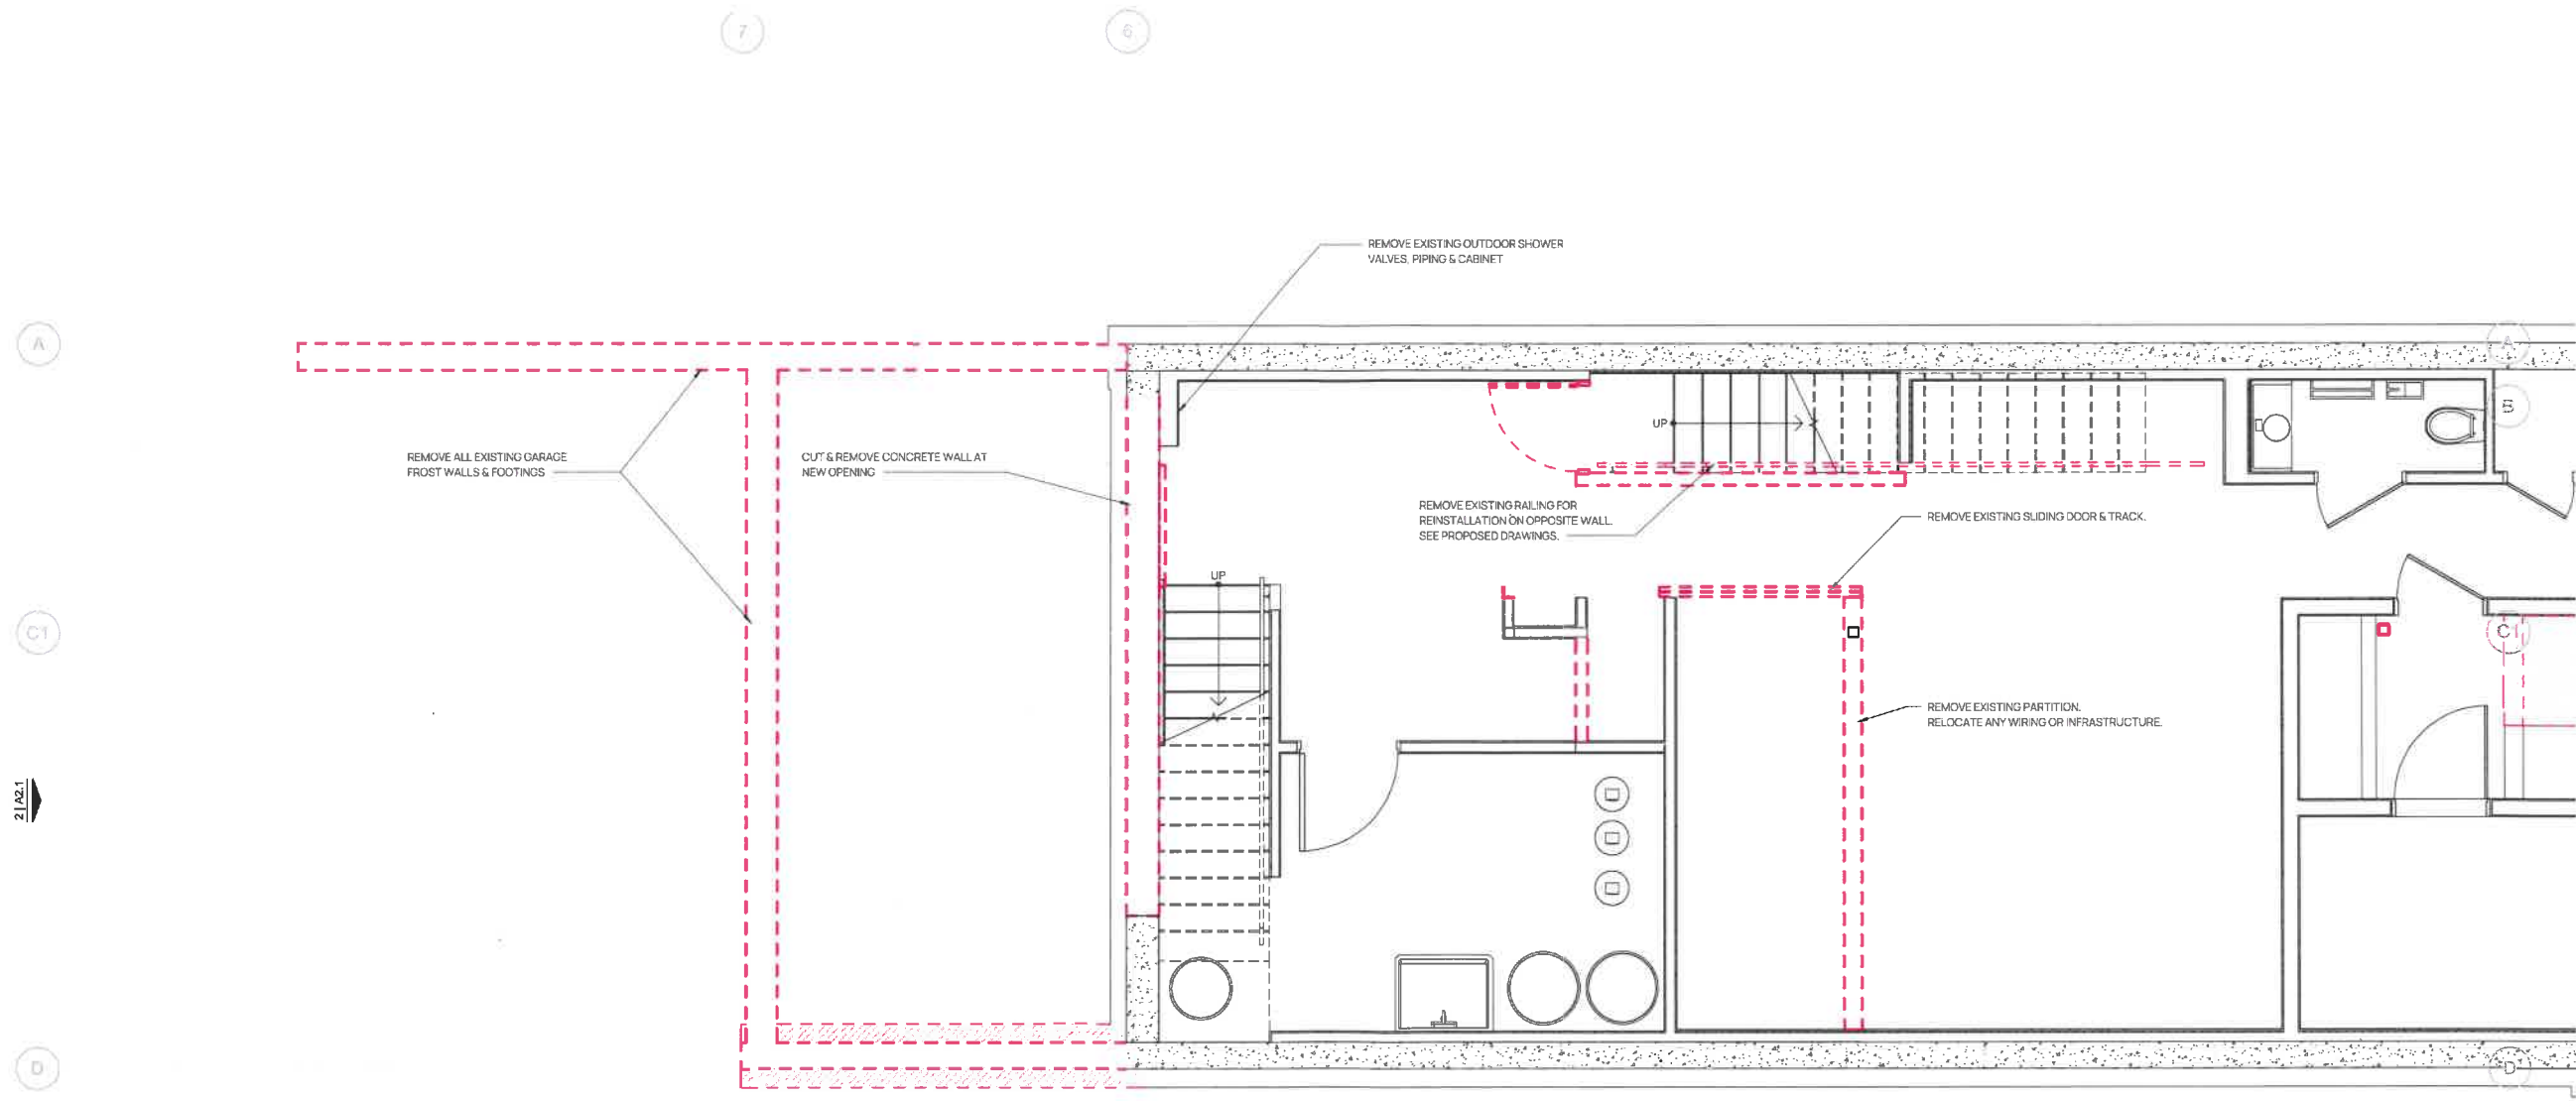 7
6
REMOVE EXISTING OUTDOOR SHOWER
VALVES, PIPING & CABINET
A
A
B
UP
REMOVE ALL EXISTING GARAGE
FROST WALLS & FOOTINGS
CUT & REMOVE CONCRETE WALL AT
NEW OPENING
REMOVE EXISTING RAILING FOR
REINSTALLATION ON OPPOSITE WALL.
SEE PROPOSED DRAWINGS.
REMOVE EXISTING SLIDING DOOR & TRACK.
UP
C1
C1
REMOVE EXISTING PARTITION.
RELOCATE ANY WIRING OR INFRASTRUCTURE.
2 | A2.1
D
D